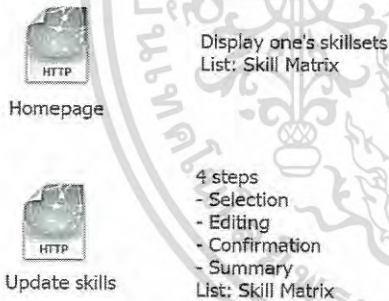 HTTP
Homepage
Display one's skillsets
List: Skill Matrix
HTTP
Update skills
4 steps
- Selection
- Editing
- Confirmation
- Summary
List: Skill Matrix